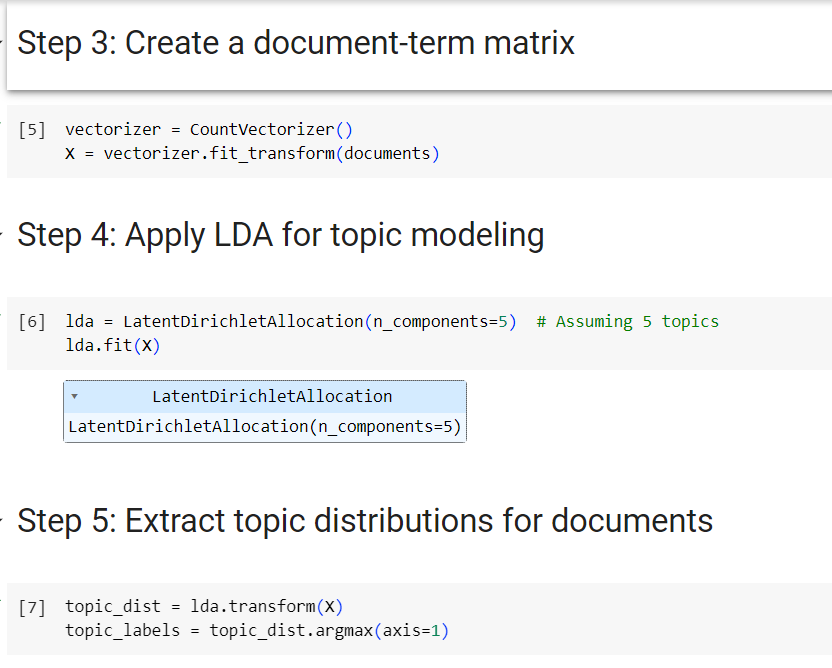 Step 3: Create a document-term matrix
[5] vectorizer = CountVectorizer()
X = vectorizer.fit_transform(documents)
Step 4: Apply LDA for topic modeling
[6] lda = LatentDirichletAllocation(n_components=5)  # Assuming 5 topics
lda.fit(X)
LatentDirichletAllocation
LatentDirichletAllocation(n_components=5)
Step 5: Extract topic distributions for documents
[7] topic_dist = lda.transform(X)
topic_labels = topic_dist.argmax(axis=1)